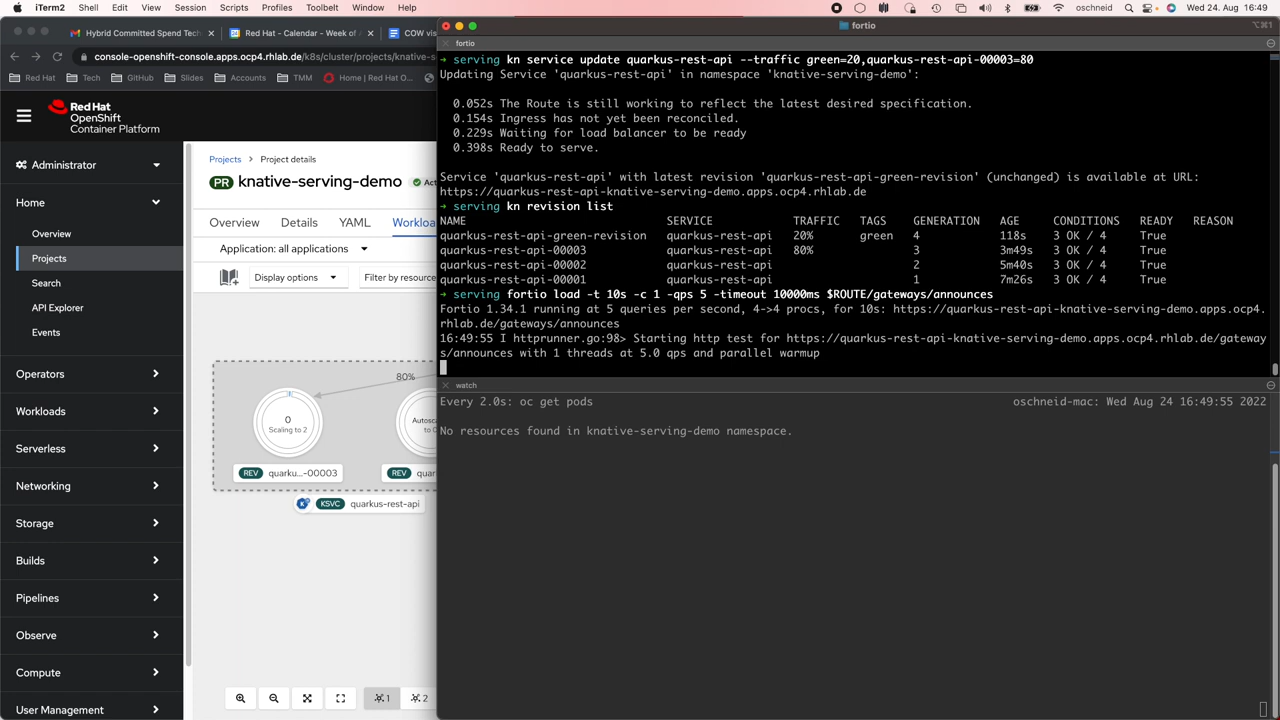 iTerm2 Shell Edit View Session Scripts Profiles Toolbelt Window Help
oschneid
Wed 24. Aug 16:49
Hybrid Committed Spend Tech
Red Hat - Calendar - Week of A
COW vis
console-openshift-console.apps.ocp4.rhlab.de/k8s/cluster/projects/knative-s
Red Hat Tech GitHub Slides Accounts TMM Home | Red Hat O...
Red Hat
OpenShift
Container Platform
Administrator
Home
Overview
Projects
Search
API Explorer
Events
Operators
Workloads
Serverless
Networking
Storage
Builds
Pipelines
Observe
Compute
User Management
Projects Project details
PR knative-serving-demo Act
Overview Details YAML Workloa
Application: all applications
Display options Filter by resource
80%
0
Scaling to 2
Autosca
to 0
REV quarku...-00003
REV quar
KSVC quarkus-rest-api
1
2
fortio
⌥⌘1
fortio
➜ serving kn service update quarkus-rest-api --traffic green=20,quarkus-rest-api-00003=80
Updating Service 'quarkus-rest-api' in namespace 'knative-serving-demo':
0.052s The Route is still working to reflect the latest desired specification.
0.154s Ingress has not yet been reconciled.
0.229s Waiting for load balancer to be ready
0.398s Ready to serve.
Service 'quarkus-rest-api' with latest revision 'quarkus-rest-api-green-revision' (unchanged) is available at URL:
https://quarkus-rest-api-knative-serving-demo.apps.ocp4.rhlab.de
➜ serving kn revision list
NAME SERVICE TRAFFIC TAGS GENERATION AGE CONDITIONS READY REASON
quarkus-rest-api-green-revision quarkus-rest-api 20% green 4 118s 3 OK / 4 True
quarkus-rest-api-00003 quarkus-rest-api 80% 3 3m49s 3 OK / 4 True
quarkus-rest-api-00002 quarkus-rest-api 2 5m40s 3 OK / 4 True
quarkus-rest-api-00001 quarkus-rest-api 1 7m26s 3 OK / 4 True
➜ serving fortio load -t 10s -c 1 -qps 5 -timeout 10000ms $ROUTE/gateways/announces
Fortio 1.34.1 running at 5 queries per second, 4->4 procs, for 10s: https://quarkus-rest-api-knative-serving-demo.apps.ocp4.
rhlab.de/gateways/announces
16:49:55 I httprunner.go:98> Starting http test for https://quarkus-rest-api-knative-serving-demo.apps.ocp4.rhlab.de/gateway
s/announces with 1 threads at 5.0 qps and parallel warmup
watch
Every 2.0s: oc get pods oschneid-mac: Wed Aug 24 16:49:55 2022
No resources found in knative-serving-demo namespace.